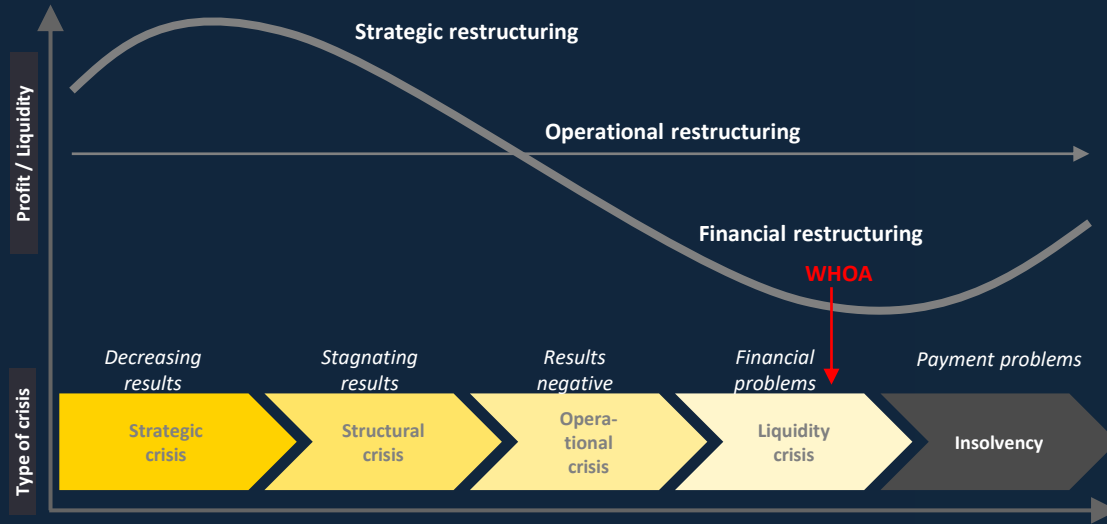 Strategic restructuring
Operational restructuring
Financial restructuring
WHOA
Profit / Liquidity
Decreasing
results
Stagnating
results
Results
negative
Financial
problems
Payment problems
Type of crisis
Strategic
crisis
Structural
crisis
Opera-
tional
crisis
Liquidity
crisis
Insolvency